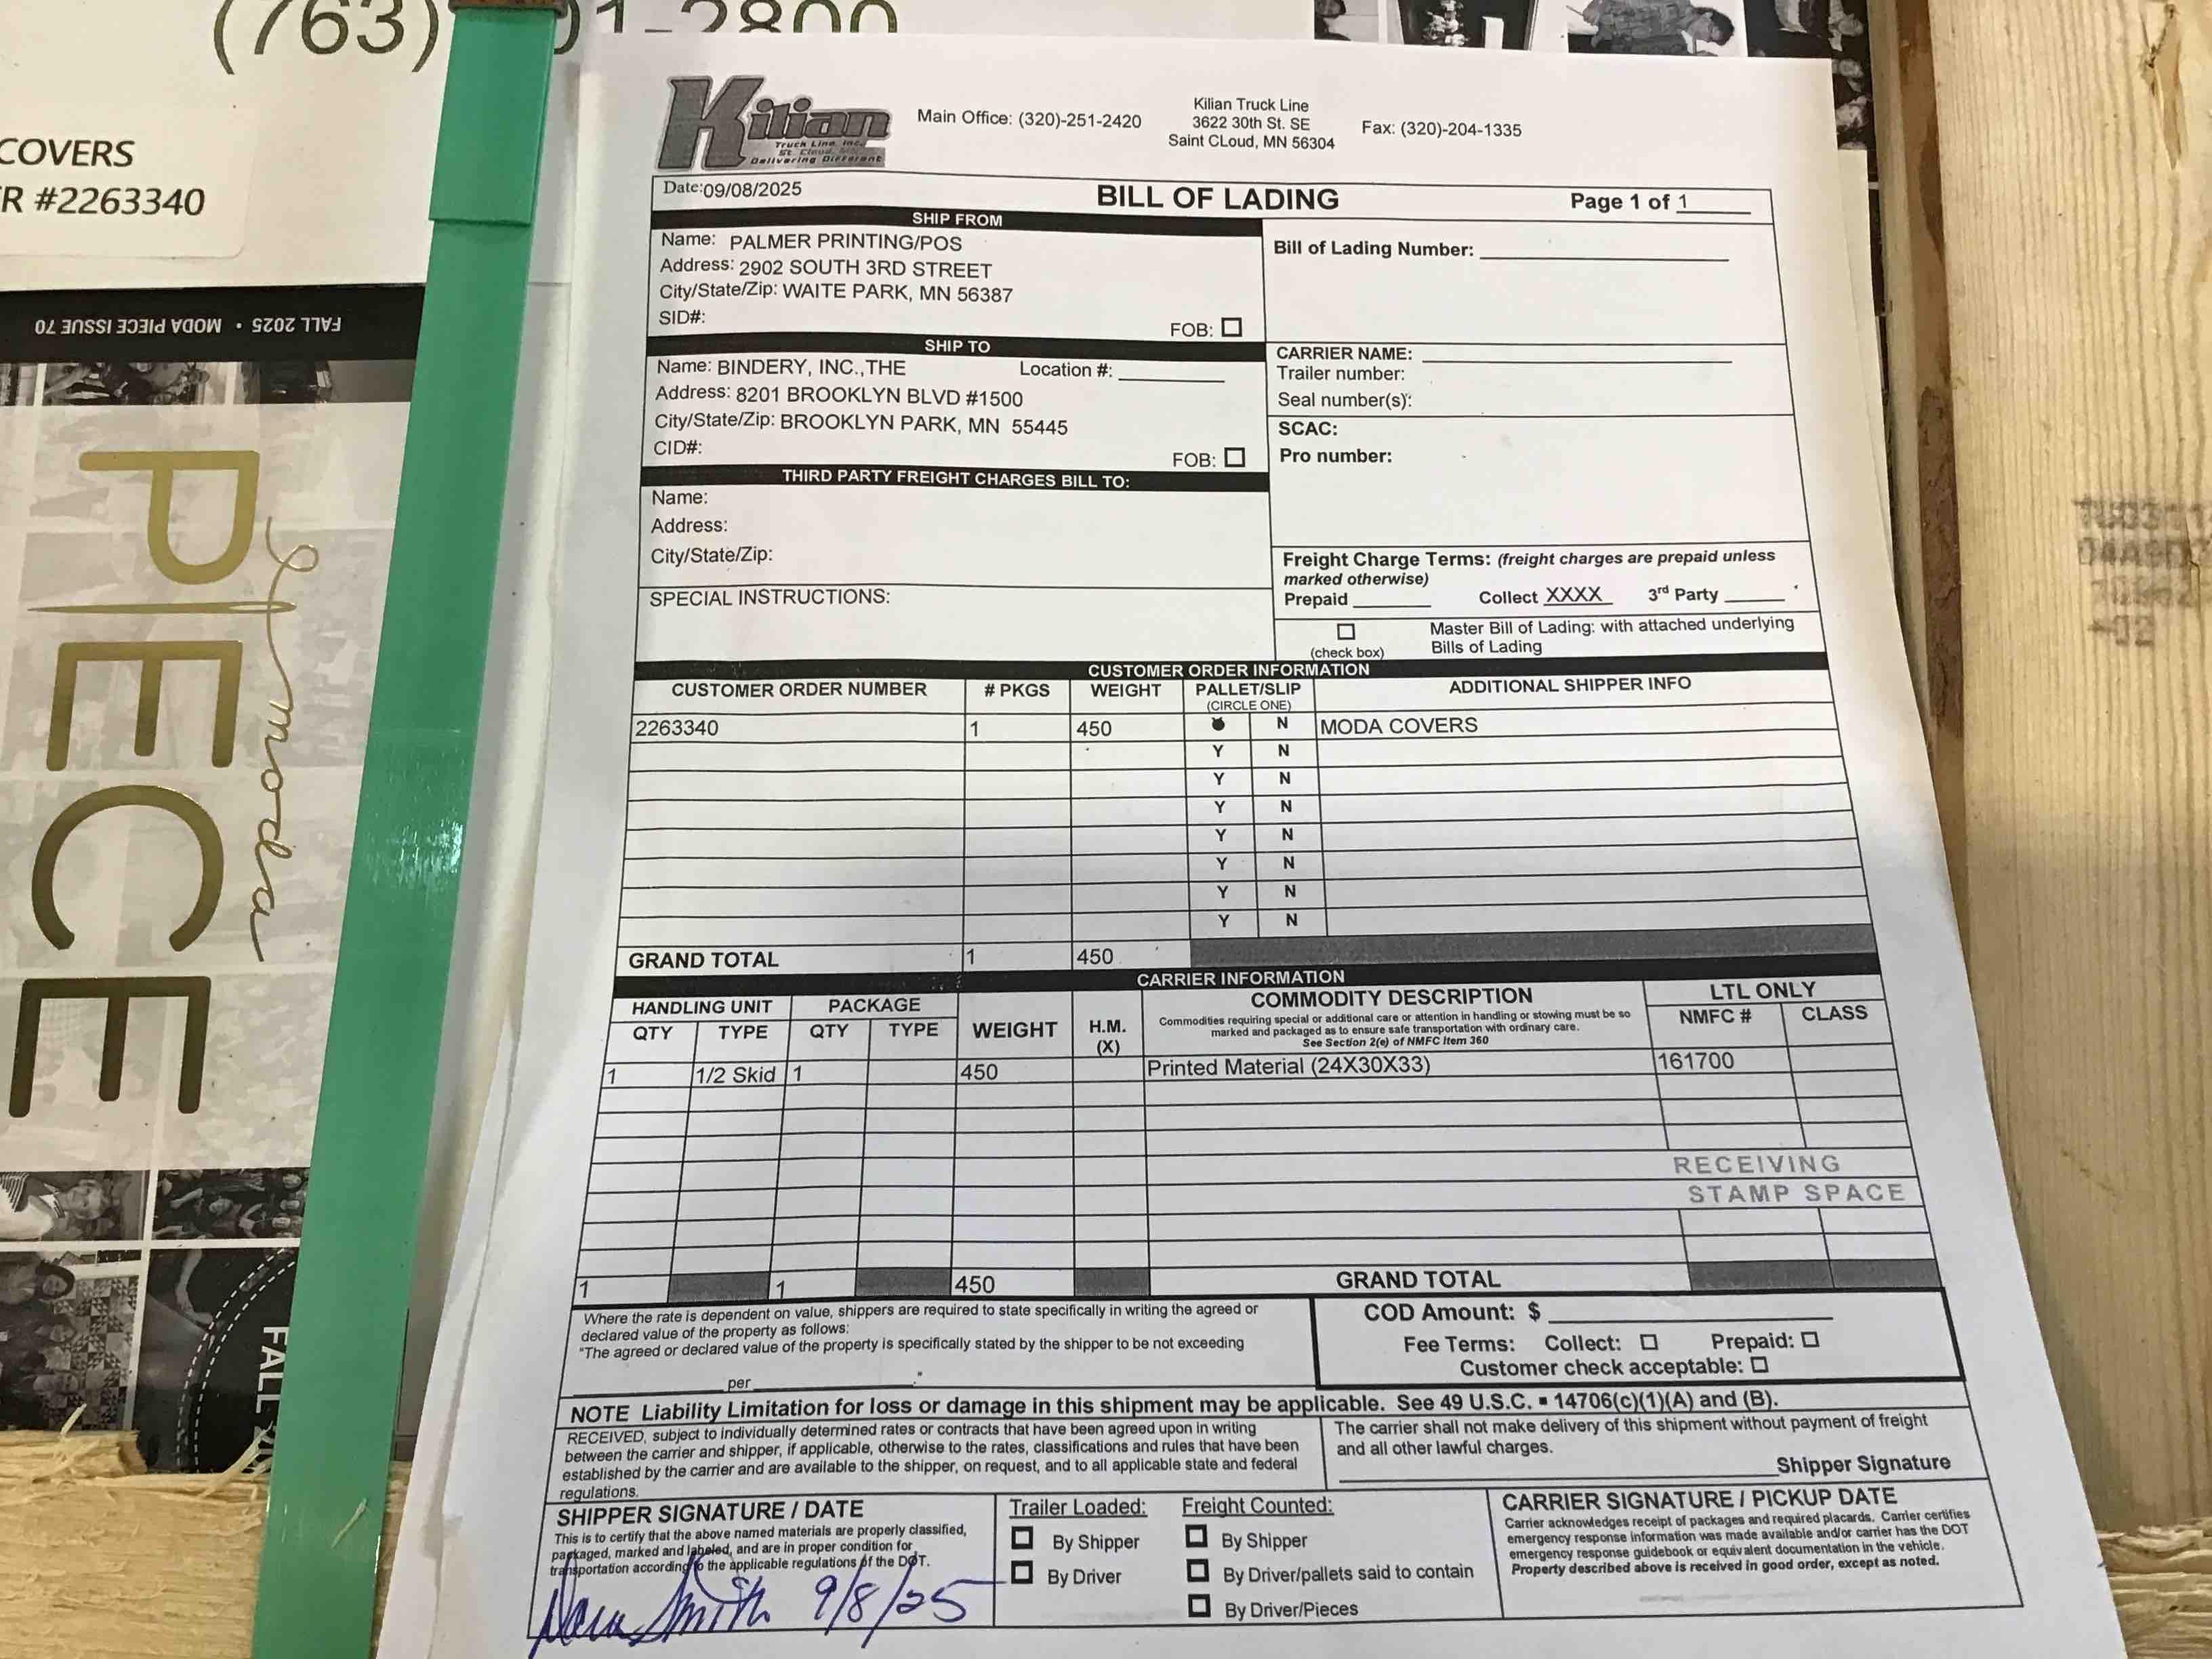 (763)
01-2800
COVERS
R #2263340
FALL 2025 • MODA PIECE ISSUE 70
PIECE
moda
FALL
Kilian
Truck Line, Inc.
St. Cloud, MN
Delivering Different
Main Office: (320)-251-2420
Kilian Truck Line
3622 30th St. SE
Saint CLoud, MN 56304
Fax: (320)-204-1335
Date:09/08/2025
BILL OF LADING
Page 1 of 1
SHIP FROM
Name: PALMER PRINTING/POS
Address: 2902 SOUTH 3RD STREET
City/State/Zip: WAITE PARK, MN 56387
SID#:
FOB:
Bill of Lading Number:
SHIP TO
Name: BINDERY, INC.,THE
Location #:
Address: 8201 BROOKLYN BLVD #1500
City/State/Zip: BROOKLYN PARK, MN 55445
CID#:
FOB:
CARRIER NAME:
Trailer number:
Seal number(s):
SCAC:
Pro number:
THIRD PARTY FREIGHT CHARGES BILL TO:
Name:
Address:
City/State/Zip:
SPECIAL INSTRUCTIONS:
Freight Charge Terms: (freight charges are prepaid unless
marked otherwise)
Prepaid Collect XXXX 3rd Party
(check box)
Master Bill of Lading: with attached underlying
Bills of Lading
CUSTOMER ORDER INFORMATION
CUSTOMER ORDER NUMBER # PKGS WEIGHT PALLET/SLIP ADDITIONAL SHIPPER INFO
(CIRCLE ONE)
2263340 1 450 N MODA COVERS
Y N
Y N
Y N
Y N
Y N
Y N
Y N
GRAND TOTAL 1 450
CARRIER INFORMATION
HANDLING UNIT PACKAGE COMMODITY DESCRIPTION LTL ONLY
QTY TYPE QTY TYPE WEIGHT H.M.
(X)
Commodities requiring special or additional care or attention in handling or stowing must be so
marked and packaged as to ensure safe transportation with ordinary care.
See Section 2(e) of NMFC Item 360
NMFC # CLASS
1 1/2 Skid 1 450 Printed Material (24X30X33) 161700
RECEIVING
STAMP SPACE
1 1 450 GRAND TOTAL
Where the rate is dependent on value, shippers are required to state specifically in writing the agreed or
declared value of the property as follows:
"The agreed or declared value of the property is specifically stated by the shipper to be not exceeding
per ."
COD Amount: $
Fee Terms: Collect: Prepaid:
Customer check acceptable:
NOTE Liability Limitation for loss or damage in this shipment may be applicable. See 49 U.S.C. ▪ 14706(c)(1)(A) and (B).
RECEIVED, subject to individually determined rates or contracts that have been agreed upon in writing
between the carrier and shipper, if applicable, otherwise to the rates, classifications and rules that have been
established by the carrier and are available to the shipper, on request, and to all applicable state and federal
regulations.
The carrier shall not make delivery of this shipment without payment of freight
and all other lawful charges.
Shipper Signature
SHIPPER SIGNATURE / DATE
This is to certify that the above named materials are properly classified,
packaged, marked and labeled, and are in proper condition for
transportation according to the applicable regulations of the DOT.
Smith 9/8/25
Trailer Loaded:
By Shipper
By Driver
Freight Counted:
By Shipper
By Driver/pallets said to contain
By Driver/Pieces
CARRIER SIGNATURE / PICKUP DATE
Carrier acknowledges receipt of packages and required placards. Carrier certifies
emergency response information was made available and/or carrier has the DOT
emergency response guidebook or equivalent documentation in the vehicle.
Property described above is received in good order, except as noted.